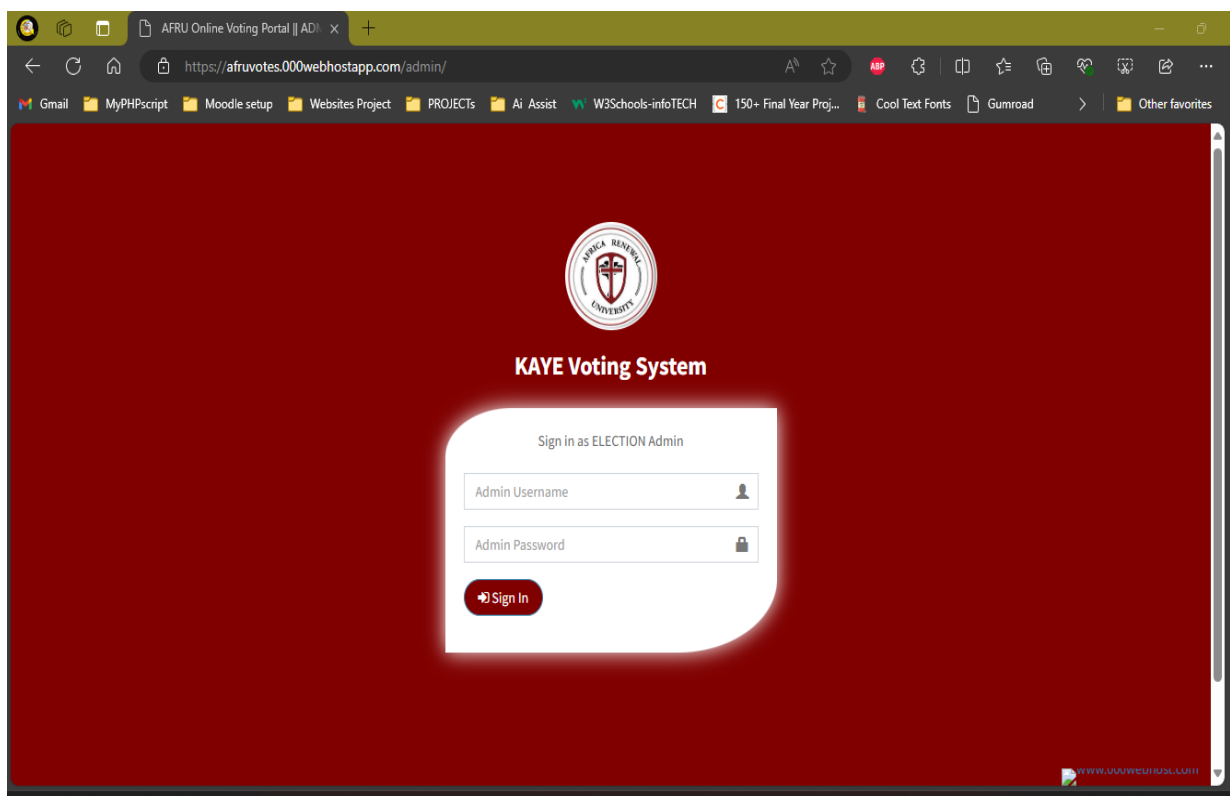 AFRU Online Voting Portal || ADM
https://afruvotes.000webhostapp.com/admin/
Gmail MyPHPscript Moodle setup Websites Project PROJECTs Ai Assist W3Schools-infoTECH 150+ Final Year Proj... Cool Text Fonts Gumroad Other favorites
AFRICA RENEWAL
UNIVERSITY
KAYE Voting System
Sign in as ELECTION Admin
Admin Username
Admin Password
Sign In
www.000webhost.com